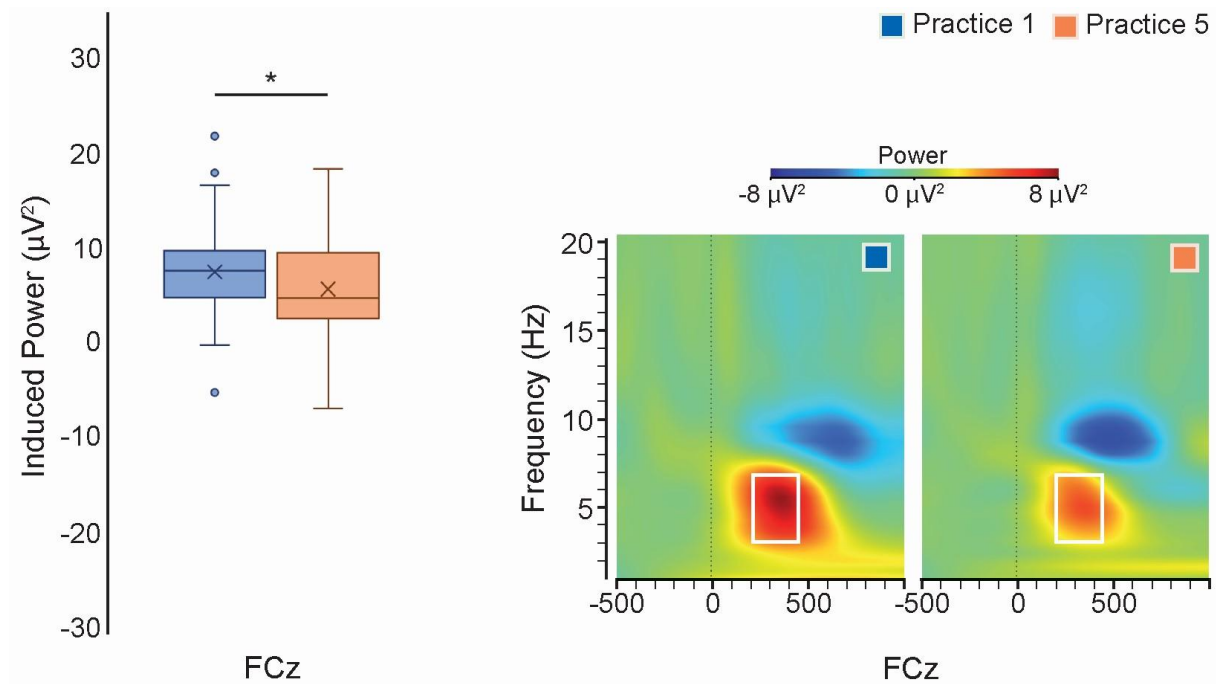 Practice 1 Practice 5
30
20
10
0
-10
-20
-30
Induced Power (µV²)
*
FCz
Power
-8 µV² 0 µV² 8 µV²
20
15
10
5
Frequency (Hz)
-500 0 500 -500 0 500
FCz